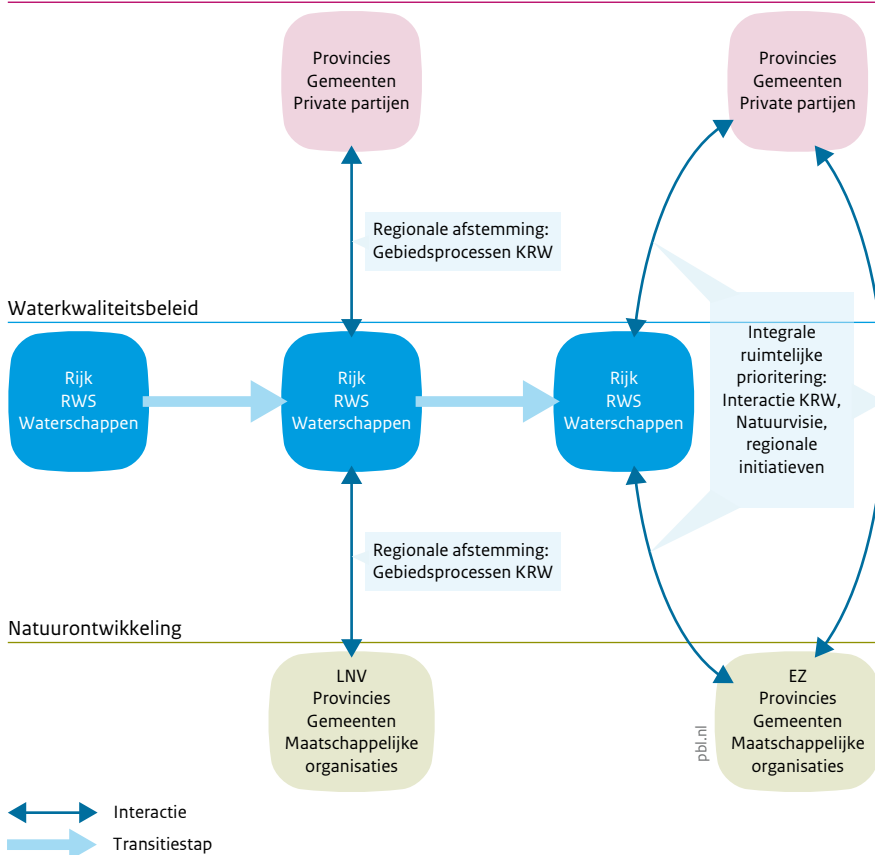 Provincies
Gemeenten
Private partijen
Provincies
Gemeenten
Private partijen
Regionale afstemming:
Gebiedsprocessen KRW
Waterkwaliteitsbeleid
Rijk
RWS
Waterschappen
Rijk
RWS
Waterschappen
Rijk
RWS
Waterschappen
Integrale
ruimtelijke
prioritering:
Interactie KRW,
Natuurvisie,
regionale
initiatieven
Regionale afstemming:
Gebiedsprocessen KRW
Natuurontwikkeling
LNV
Provincies
Gemeenten
Maatschappelijke
organisaties
EZ
Provincies
Gemeenten
Maatschappelijke
organisaties
pbl.nl
Interactie
Transitiestap